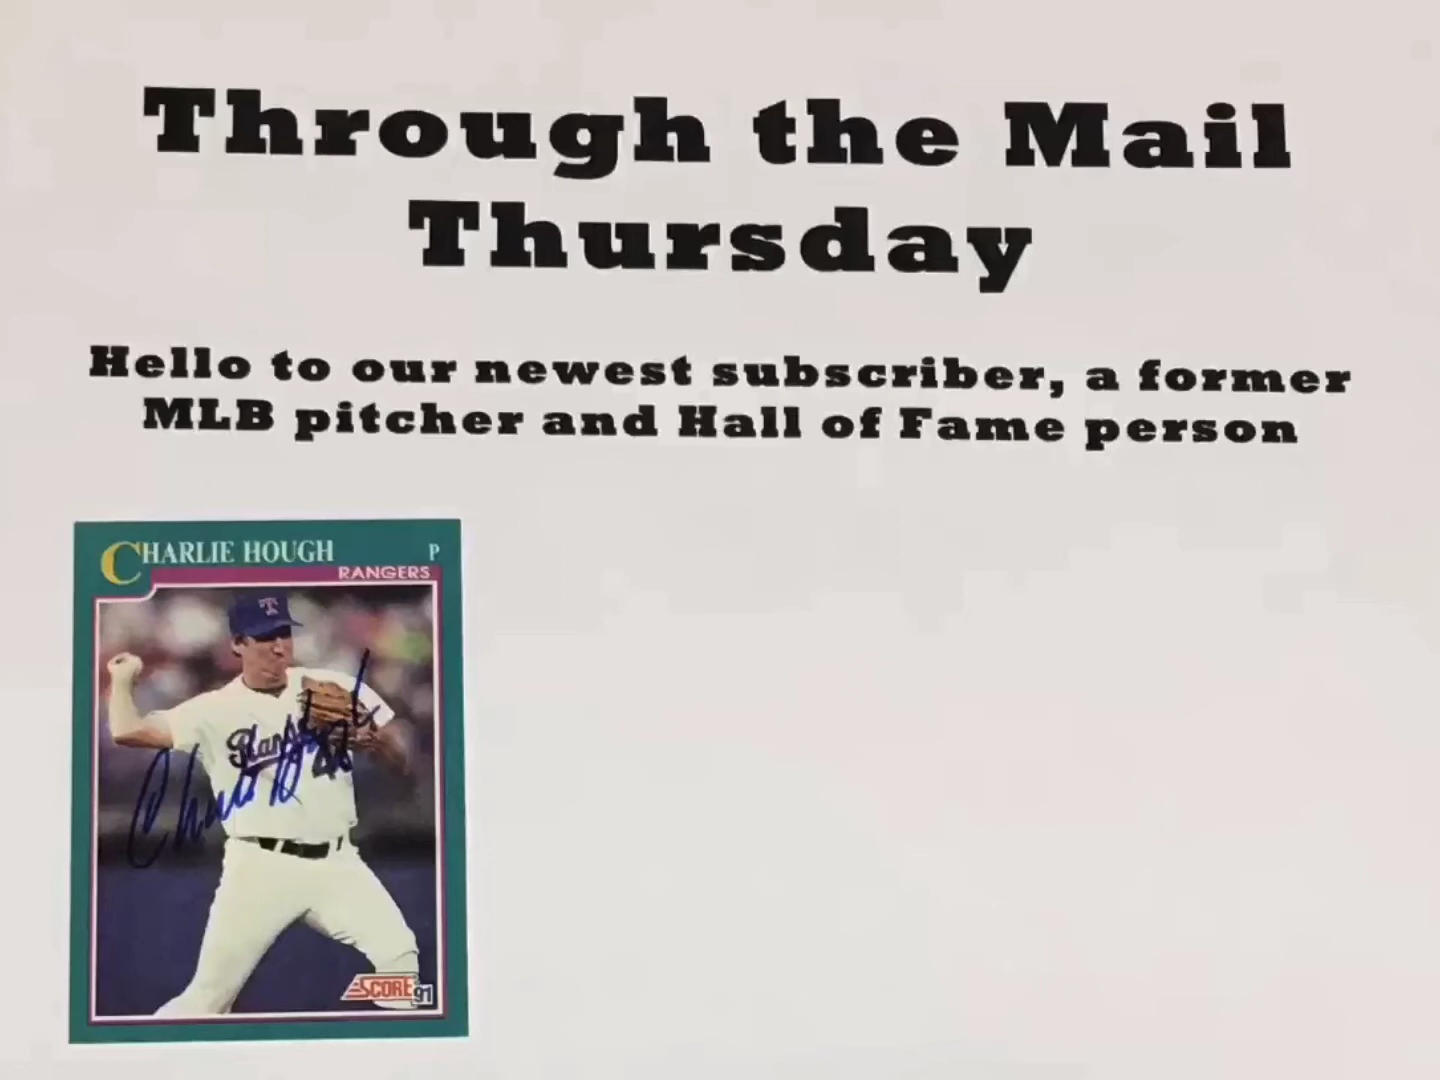 Through the Mail
Thursday
Hello to our newest subscriber, a former
MLB pitcher and Hall of Fame person
CHARLIE HOUGH P
RANGERS
T
SCORE 91